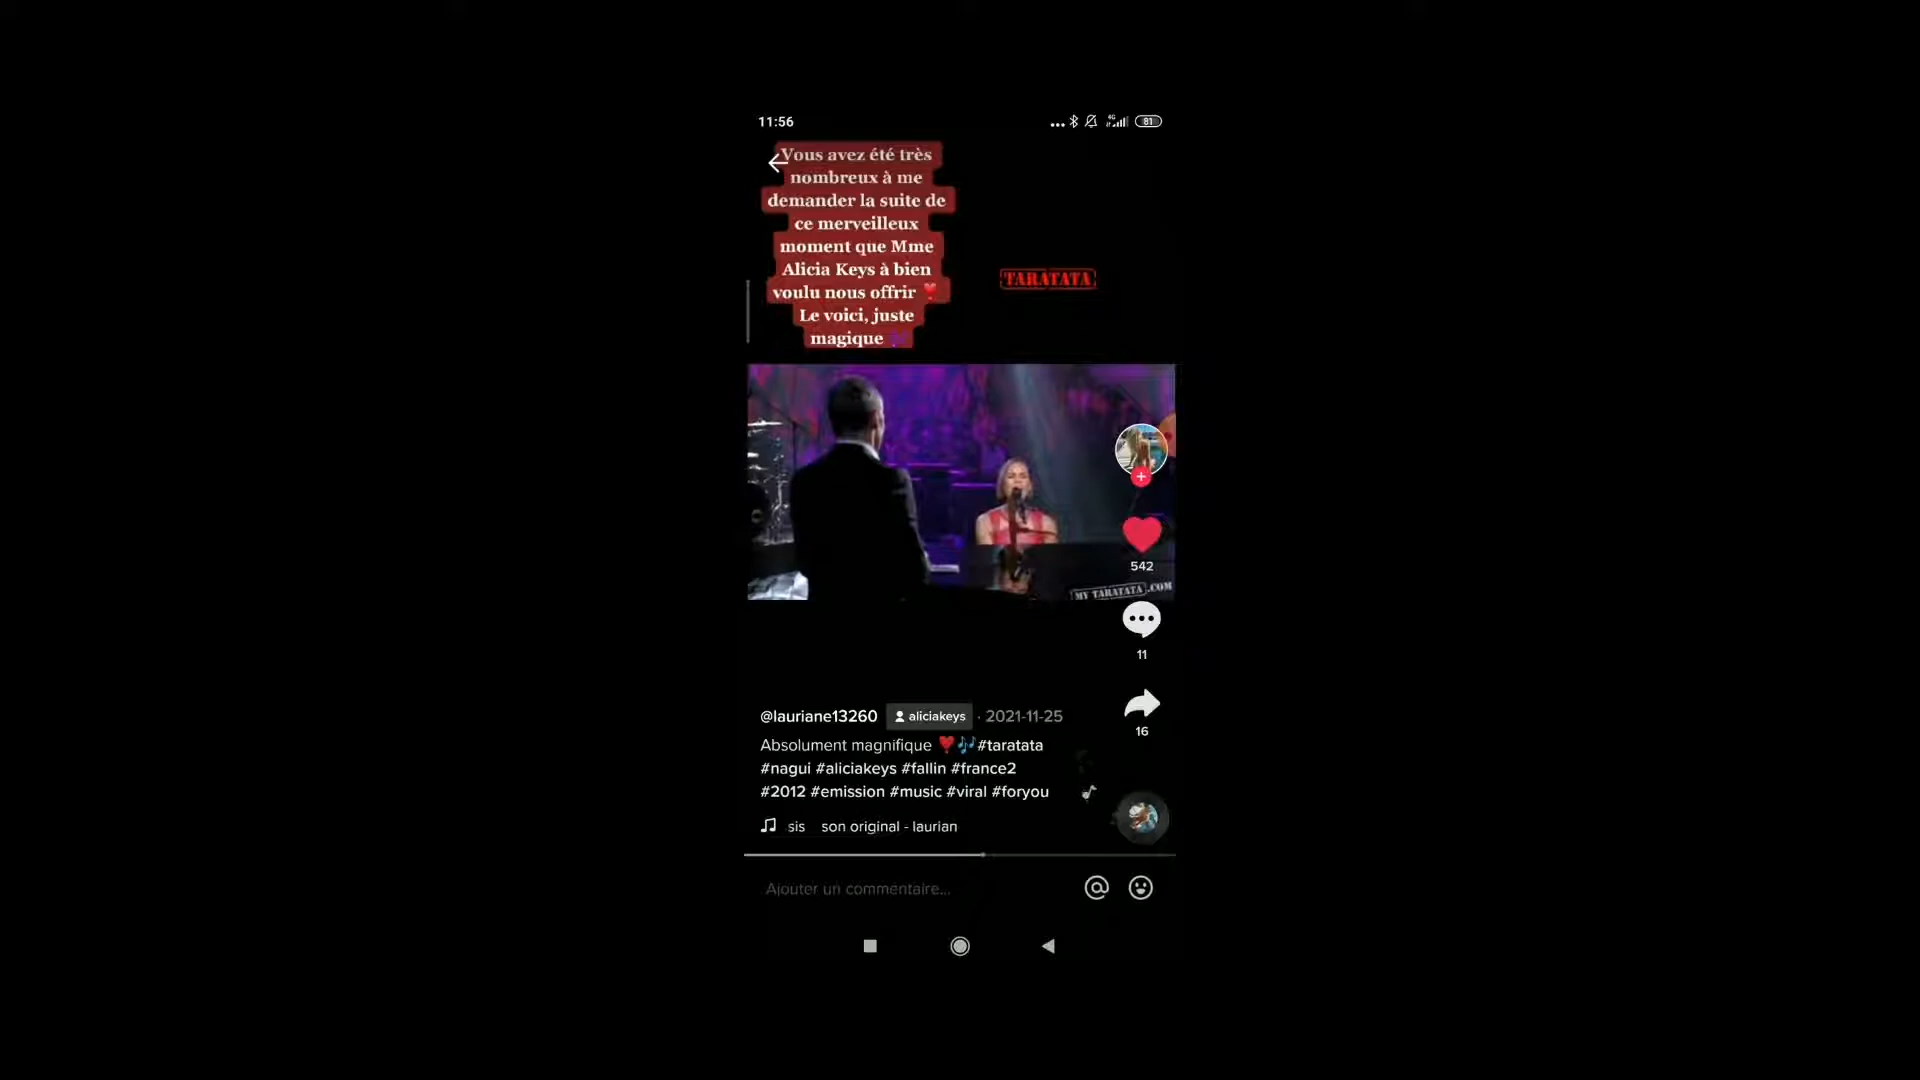 11:56
4G
81
Vous avez été très
nombreux à me
demander la suite de
ce merveilleux
moment que Mme
Alicia Keys à bien
voulu nous offrir ❣️
Le voici, juste
magique 🎶
TARATATA
MY TARATATA .COM
542
11
16
@lauriane13260 aliciakeys · 2021-11-25
Absolument magnifique ❣️🎶#taratata
#nagui #aliciakeys #fallin #france2
#2012 #emission #music #viral #foryou
sis son original - laurian
Ajouter un commentaire...